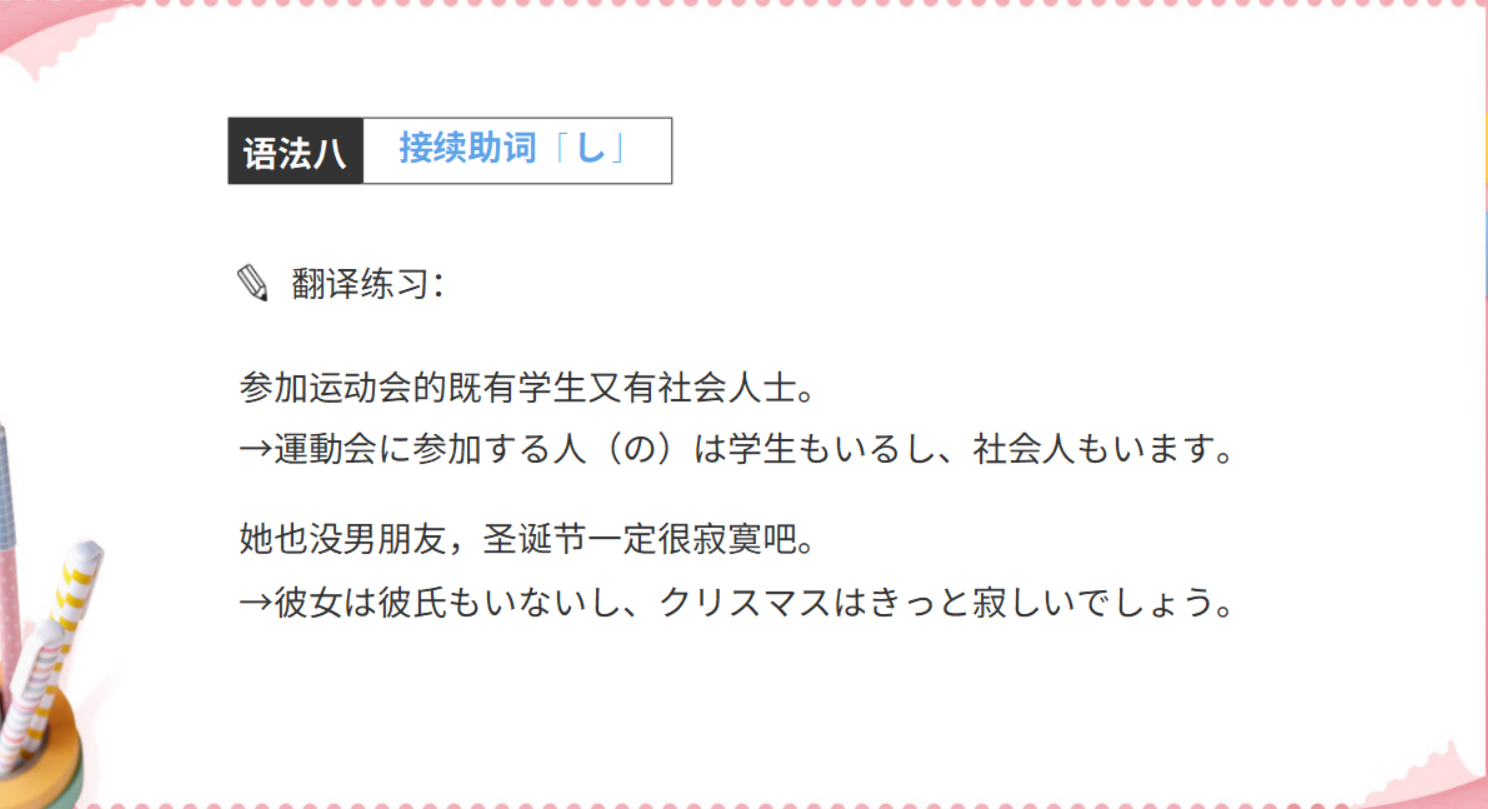 语法八 接续助词「し」
翻译练习：
参加运动会的既有学生又有社会人士。
→運動会に参加する人（の）は学生もいるし、社会人もいます。
她也没男朋友，圣诞节一定很寂寞吧。
→彼女は彼氏もいないし、クリスマスはきっと寂しいでしょう。